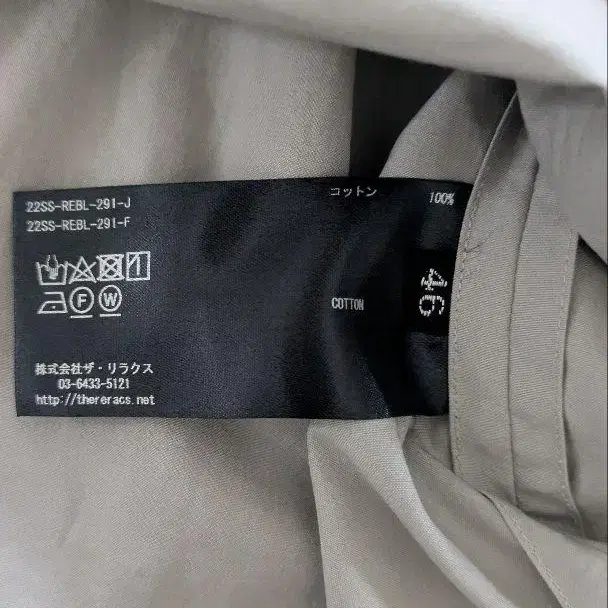 22SS-REBL-291-J
22SS-REBL-291-F
コットン 100%
COTTON
F W
株式会社ザ・リラクス
03-6433-5121
http://thereracs.net